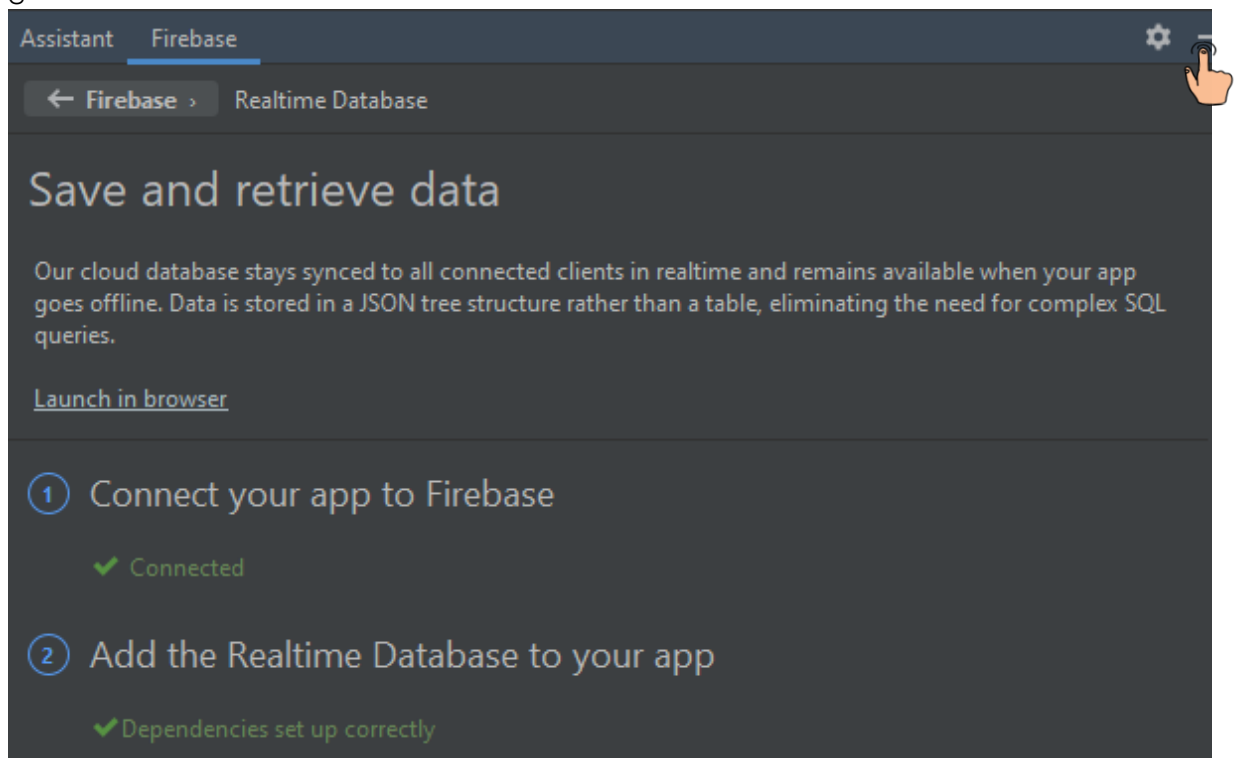 Assistant Firebase
← Firebase › Realtime Database
Save and retrieve data
Our cloud database stays synced to all connected clients in realtime and remains available when your app
goes offline. Data is stored in a JSON tree structure rather than a table, eliminating the need for complex SQL
queries.
Launch in browser
1 Connect your app to Firebase
✔ Connected
2 Add the Realtime Database to your app
✔ Dependencies set up correctly